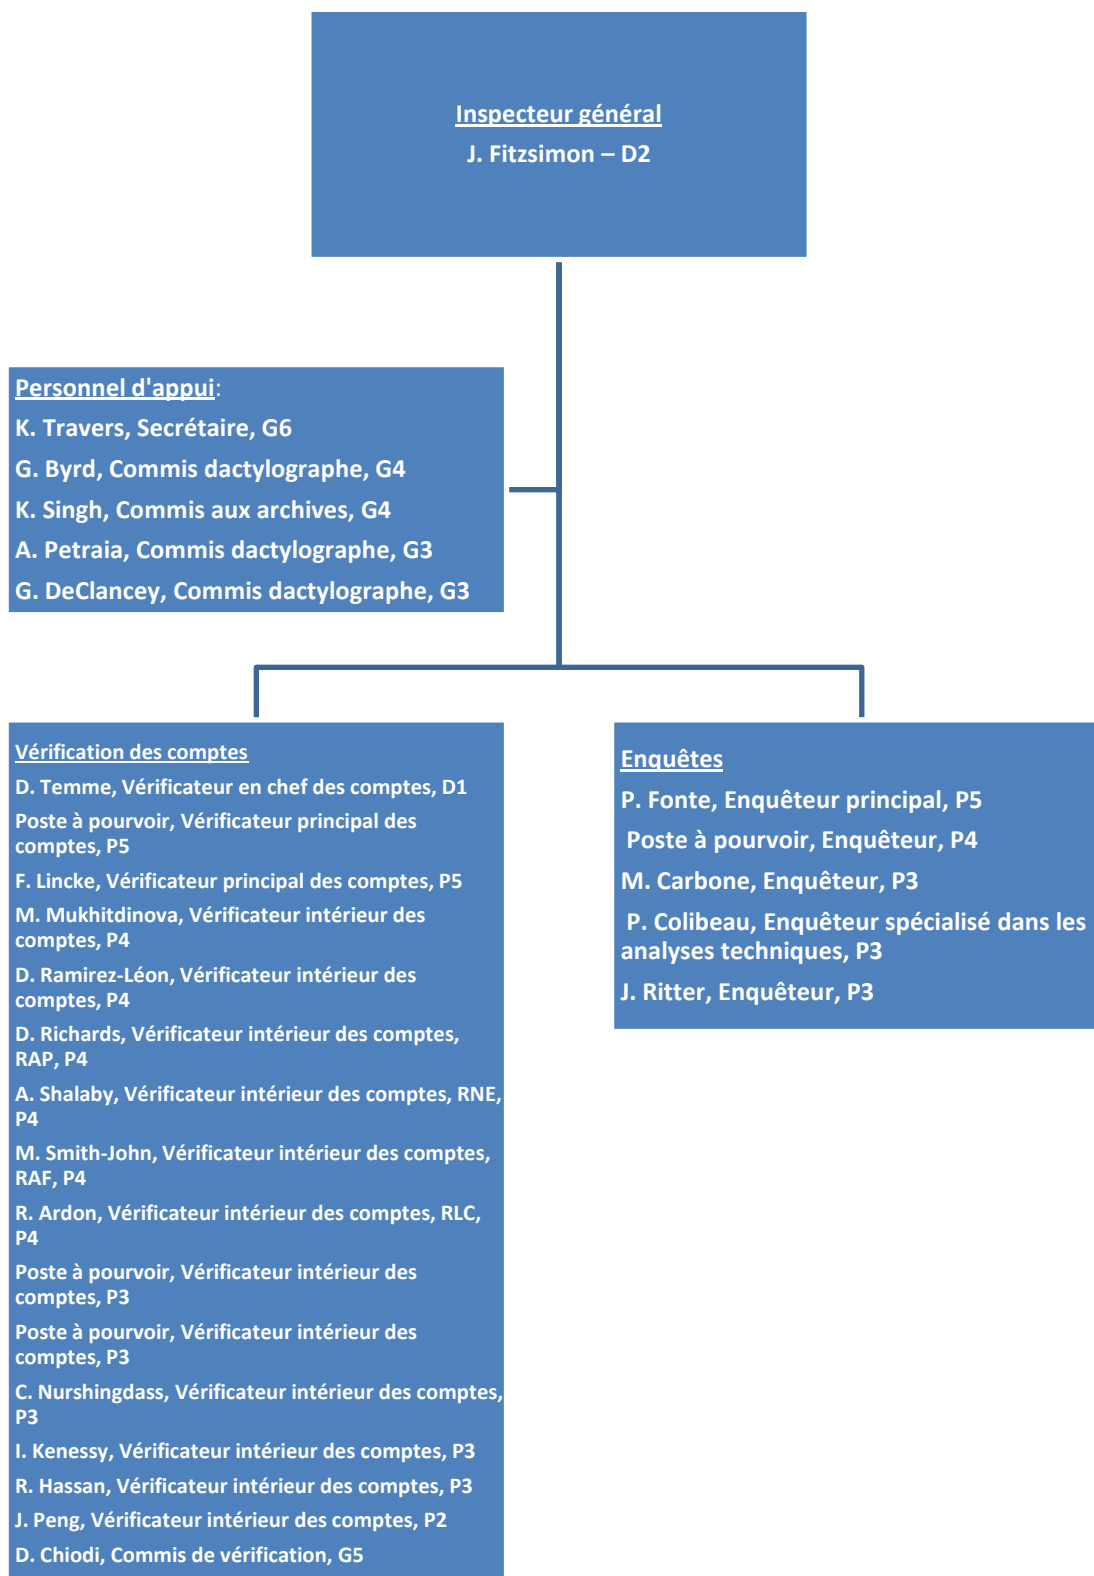 Inspecteur général
J. Fitzsimon – D2
Personnel d'appui:
K. Travers, Secrétaire, G6
G. Byrd, Commis dactylographe, G4
K. Singh, Commis aux archives, G4
A. Petraia, Commis dactylographe, G3
G. DeClancey, Commis dactylographe, G3
Vérification des comptes
D. Temme, Vérificateur en chef des comptes, D1
Poste à pourvoir, Vérificateur principal des
comptes, P5
F. Lincke, Vérificateur principal des comptes, P5
M. Mukhitdinova, Vérificateur intérieur des
comptes, P4
D. Ramirez-Léon, Vérificateur intérieur des
comptes, P4
D. Richards, Vérificateur intérieur des comptes,
RAP, P4
A. Shalaby, Vérificateur intérieur des comptes, RNE,
P4
M. Smith-John, Vérificateur intérieur des comptes,
RAF, P4
R. Ardon, Vérificateur intérieur des comptes, RLC,
P4
Poste à pourvoir, Vérificateur intérieur des
comptes, P3
Poste à pourvoir, Vérificateur intérieur des
comptes, P3
C. Nurshingdass, Vérificateur intérieur des comptes,
P3
I. Kenessy, Vérificateur intérieur des comptes, P3
R. Hassan, Vérificateur intérieur des comptes, P3
J. Peng, Vérificateur intérieur des comptes, P2
D. Chiodi, Commis de vérification, G5
Enquêtes
P. Fonte, Enquêteur principal, P5
Poste à pourvoir, Enquêteur, P4
M. Carbone, Enquêteur, P3
P. Colibeau, Enquêteur spécialisé dans les
analyses techniques, P3
J. Ritter, Enquêteur, P3